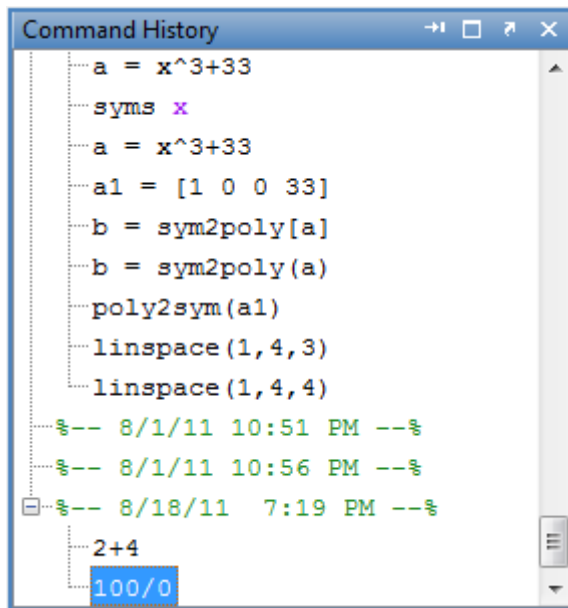 Command History
a = x^3+33
syms x
a = x^3+33
a1 = [1 0 0 33]
b = sym2poly[a]
b = sym2poly(a)
poly2sym(a1)
linspace(1,4,3)
linspace(1,4,4)
%-- 8/1/11 10:51 PM --%
%-- 8/1/11 10:56 PM --%
%-- 8/18/11  7:19 PM --%
2+4
100/0